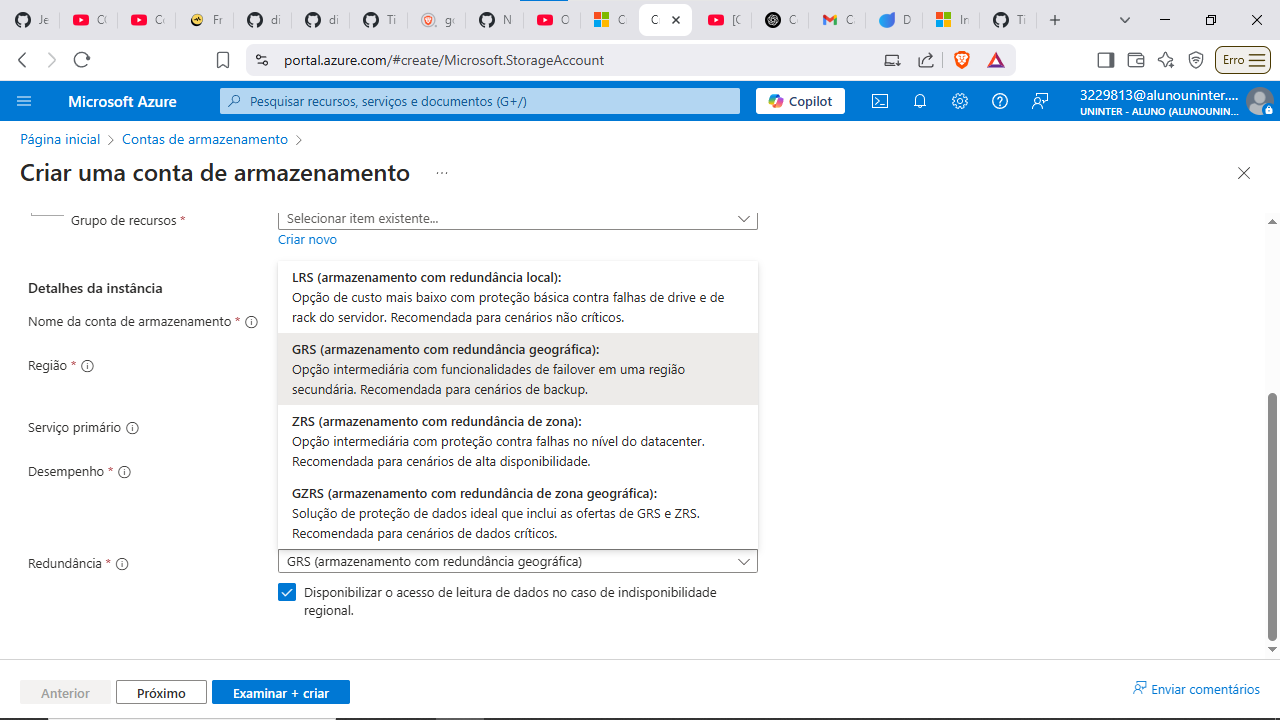 Je
CC
Co
Fr
di
di
Ti
gc
N
C
C
[(
C
C
D
In
Ti
portal.azure.com/#create/Microsoft.StorageAccount
Erro
Microsoft Azure
Pesquisar recursos, serviços e documentos (G+/)
Copilot
3229813@alunouninter....
UNINTER - ALUNO (ALUNOUNIN...
Página inicial
Contas de armazenamento
Criar uma conta de armazenamento
...
Grupo de recursos *
Selecionar item existente...
Criar novo
Detalhes da instância
Nome da conta de armazenamento *
Região *
Serviço primário
Desempenho *
LRS (armazenamento com redundância local):
Opção de custo mais baixo com proteção básica contra falhas de drive e de
rack do servidor. Recomendada para cenários não críticos.
GRS (armazenamento com redundância geográfica):
Opção intermediária com funcionalidades de failover em uma região
secundária. Recomendada para cenários de backup.
ZRS (armazenamento com redundância de zona):
Opção intermediária com proteção contra falhas no nível do datacenter.
Recomendada para cenários de alta disponibilidade.
GZRS (armazenamento com redundância de zona geográfica):
Solução de proteção de dados ideal que inclui as ofertas de GRS e ZRS.
Recomendada para cenários de dados críticos.
Redundância *
GRS (armazenamento com redundância geográfica)
Disponibilizar o acesso de leitura de dados no caso de indisponibilidade
regional.
Anterior
Próximo
Examinar + criar
Enviar comentários